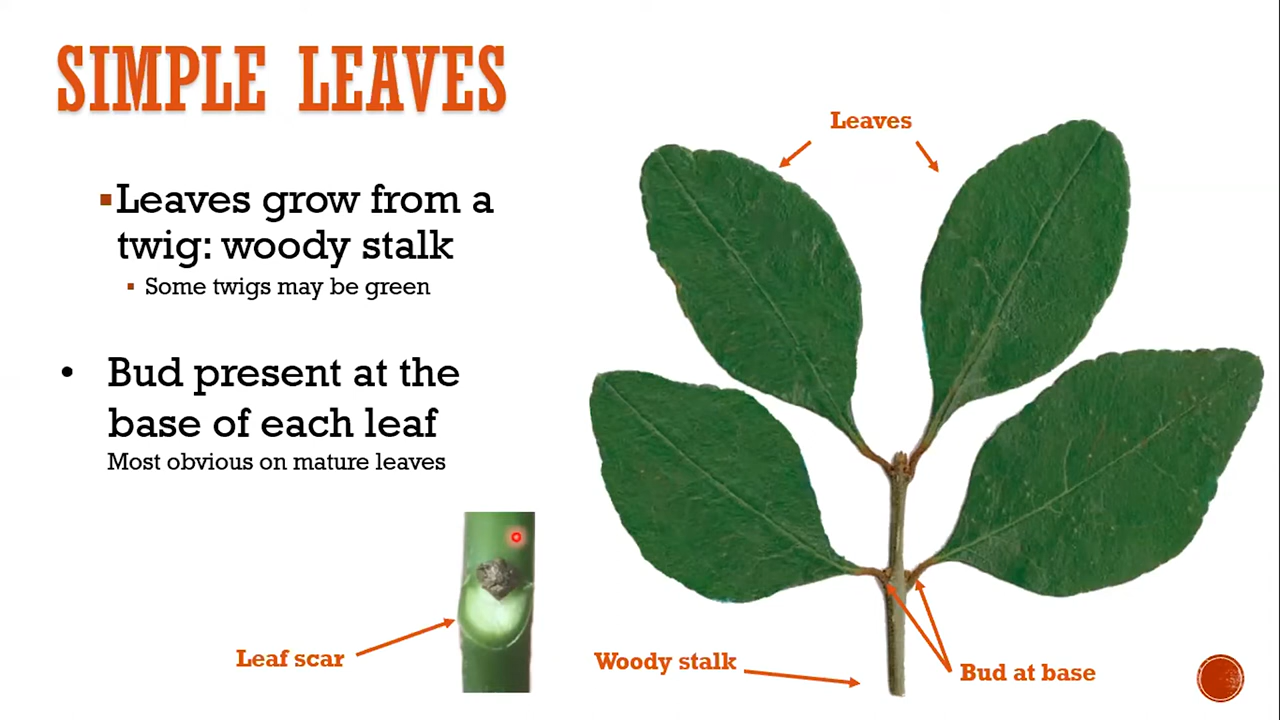 SIMPLE LEAVES
Leaves grow from a
twig: woody stalk
Some twigs may be green
Bud present at the
base of each leaf
Most obvious on mature leaves
Leaf scar
Leaves
Woody stalk
Bud at base